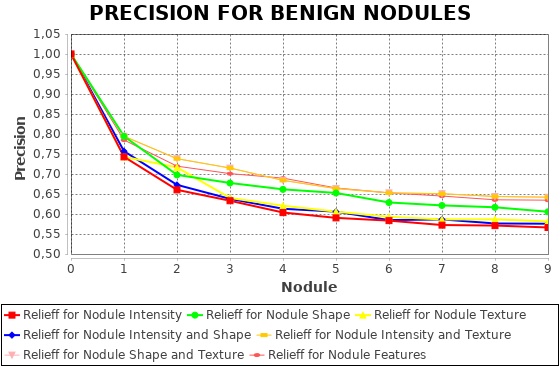 PRECISION FOR BENIGN NODULES
1,05
1,00
0,95
0,90
0,85
0,80
0,75
0,70
0,65
0,60
0,55
0,50
Precision
0 1 2 3 4 5 6 7 8 9
Nodule
Relieff for Nodule Intensity Relieff for Nodule Shape Relieff for Nodule Texture
Relieff for Nodule Intensity and Shape Relieff for Nodule Intensity and Texture
Relieff for Nodule Shape and Texture Relieff for Nodule Features